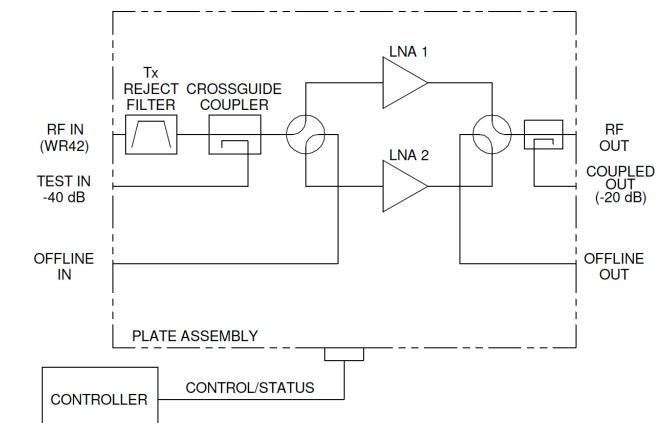 LNA 1
Tx
REJECT
FILTER
CROSSGUIDE
COUPLER
RF IN
(WR42)
RF
OUT
LNA 2
TEST IN
-40 dB
COUPLED
OUT
(-20 dB)
OFFLINE
IN
OFFLINE
OUT
PLATE ASSEMBLY
CONTROL/STATUS
CONTROLLER